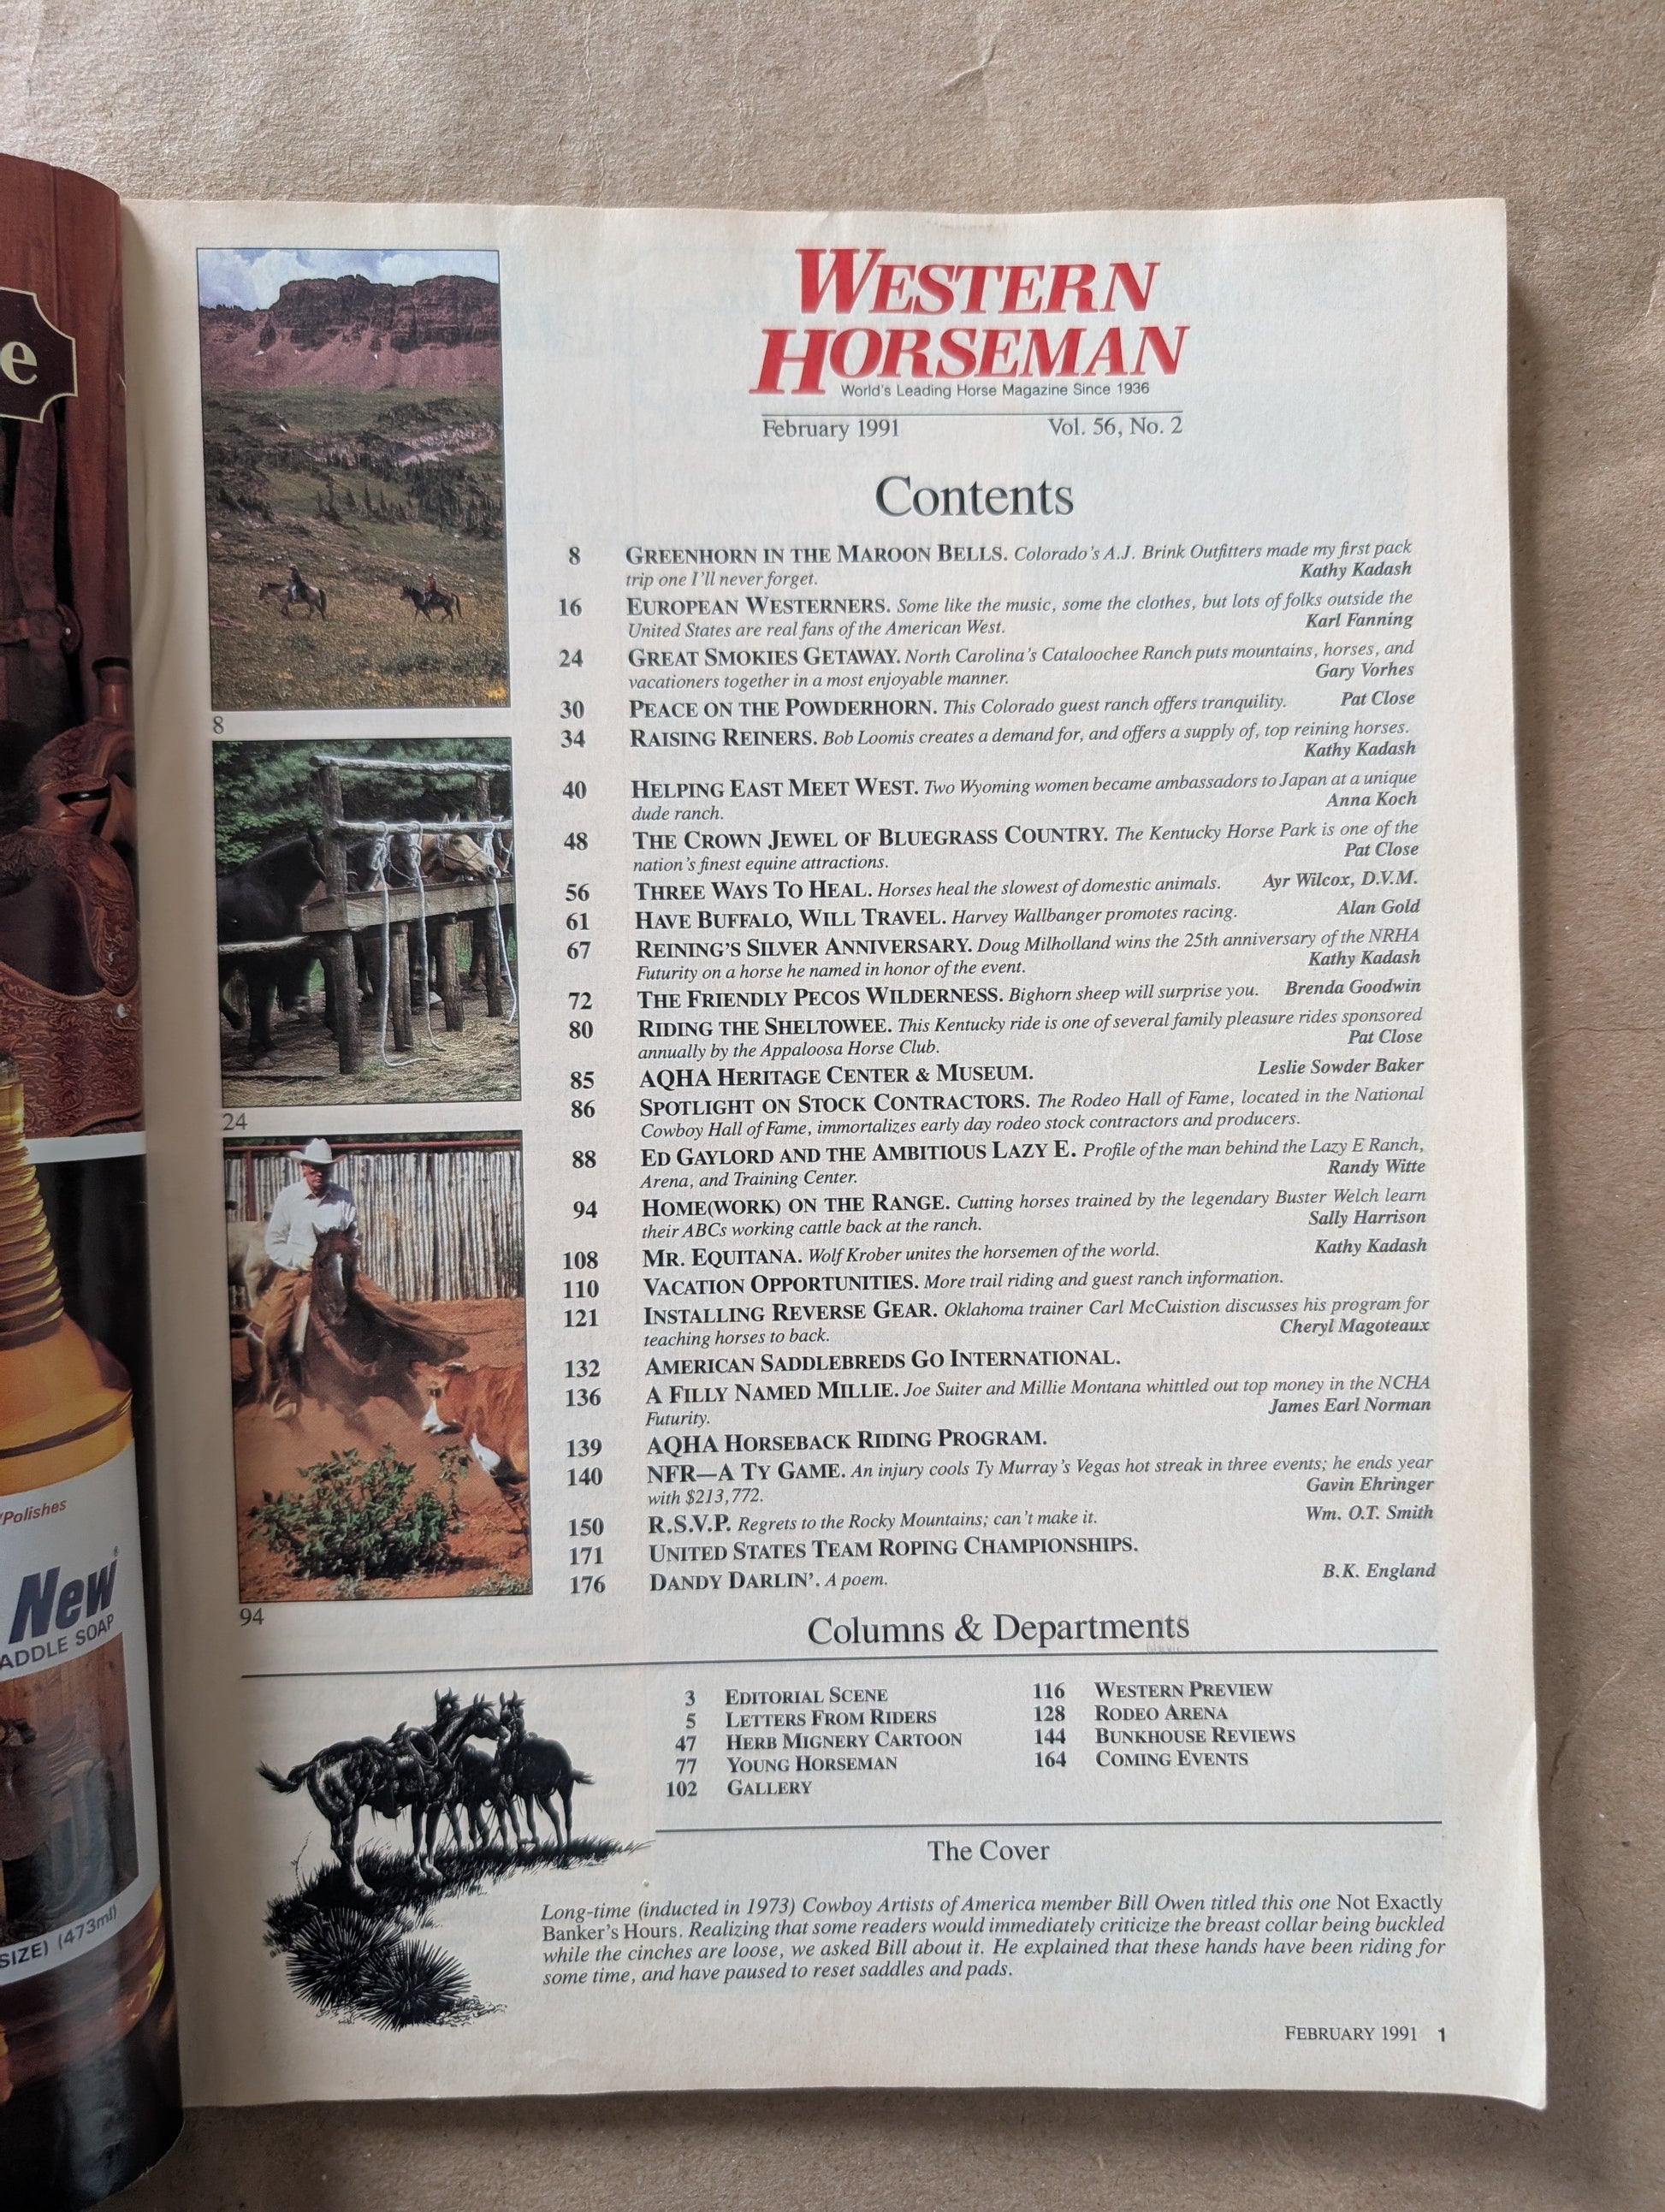 e
/Polishes
New
ADDLE SOAP
SIZE) (473ml)
8
24
94
WESTERN
HORSEMAN
World's Leading Horse Magazine Since 1936
February 1991 Vol. 56, No. 2
Contents
8 GREENHORN IN THE MAROON BELLS. Colorado's A.J. Brink Outfitters made my first pack
trip one I'll never forget. Kathy Kadash
16 EUROPEAN WESTERNERS. Some like the music, some the clothes, but lots of folks outside the
United States are real fans of the American West. Karl Fanning
24 GREAT SMOKIES GETAWAY. North Carolina's Cataloochee Ranch puts mountains, horses, and
vacationers together in a most enjoyable manner. Gary Vorhes
30 PEACE ON THE POWDERHORN. This Colorado guest ranch offers tranquility. Pat Close
34 RAISING REINERS. Bob Loomis creates a demand for, and offers a supply of, top reining horses.
Kathy Kadash
40 HELPING EAST MEET WEST. Two Wyoming women became ambassadors to Japan at a unique
dude ranch. Anna Koch
48 THE CROWN JEWEL OF BLUEGRASS COUNTRY. The Kentucky Horse Park is one of the
nation's finest equine attractions. Pat Close
56 THREE WAYS TO HEAL. Horses heal the slowest of domestic animals. Ayr Wilcox, D.V.M.
61 HAVE BUFFALO, WILL TRAVEL. Harvey Wallbanger promotes racing. Alan Gold
67 REINING'S SILVER ANNIVERSARY. Doug Milholland wins the 25th anniversary of the NRHA
Futurity on a horse he named in honor of the event. Kathy Kadash
72 THE FRIENDLY PECOS WILDERNESS. Bighorn sheep will surprise you. Brenda Goodwin
80 RIDING THE SHELTOWEE. This Kentucky ride is one of several family pleasure rides sponsored
annually by the Appaloosa Horse Club. Pat Close
85 AQHA HERITAGE CENTER & MUSEUM. Leslie Sowder Baker
86 SPOTLIGHT ON STOCK CONTRACTORS. The Rodeo Hall of Fame, located in the National
Cowboy Hall of Fame, immortalizes early day rodeo stock contractors and producers.
88 ED GAYLORD AND THE AMBITIOUS LAZY E. Profile of the man behind the Lazy E Ranch,
Arena, and Training Center. Randy Witte
94 HOME(WORK) ON THE RANGE. Cutting horses trained by the legendary Buster Welch learn
their ABCs working cattle back at the ranch. Sally Harrison
108 MR. EQUITANA. Wolf Krober unites the horsemen of the world. Kathy Kadash
110 VACATION OPPORTUNITIES. More trail riding and guest ranch information.
121 INSTALLING REVERSE GEAR. Oklahoma trainer Carl McCuistion discusses his program for
teaching horses to back. Cheryl Magoteaux
132 AMERICAN SADDLEBREDS GO INTERNATIONAL.
136 A FILLY NAMED MILLIE. Joe Suiter and Millie Montana whittled out top money in the NCHA
Futurity. James Earl Norman
139 AQHA HORSEBACK RIDING PROGRAM.
140 NFR—A TY GAME. An injury cools Ty Murray's Vegas hot streak in three events; he ends year
with $213,772. Gavin Ehringer
150 R.S.V.P. Regrets to the Rocky Mountains; can't make it. Wm. O.T. Smith
171 UNITED STATES TEAM ROPING CHAMPIONSHIPS.
176 DANDY DARLIN'. A poem. B.K. England
Columns & Departments
3 EDITORIAL SCENE
5 LETTERS FROM RIDERS
47 HERB MIGNERY CARTOON
77 YOUNG HORSEMAN
102 GALLERY
116 WESTERN PREVIEW
128 RODEO ARENA
144 BUNKHOUSE REVIEWS
164 COMING EVENTS
The Cover
Long-time (inducted in 1973) Cowboy Artists of America member Bill Owen titled this one Not Exactly
Banker's Hours. Realizing that some readers would immediately criticize the breast collar being buckled
while the cinches are loose, we asked Bill about it. He explained that these hands have been riding for
some time, and have paused to reset saddles and pads.
FEBRUARY 1991 1